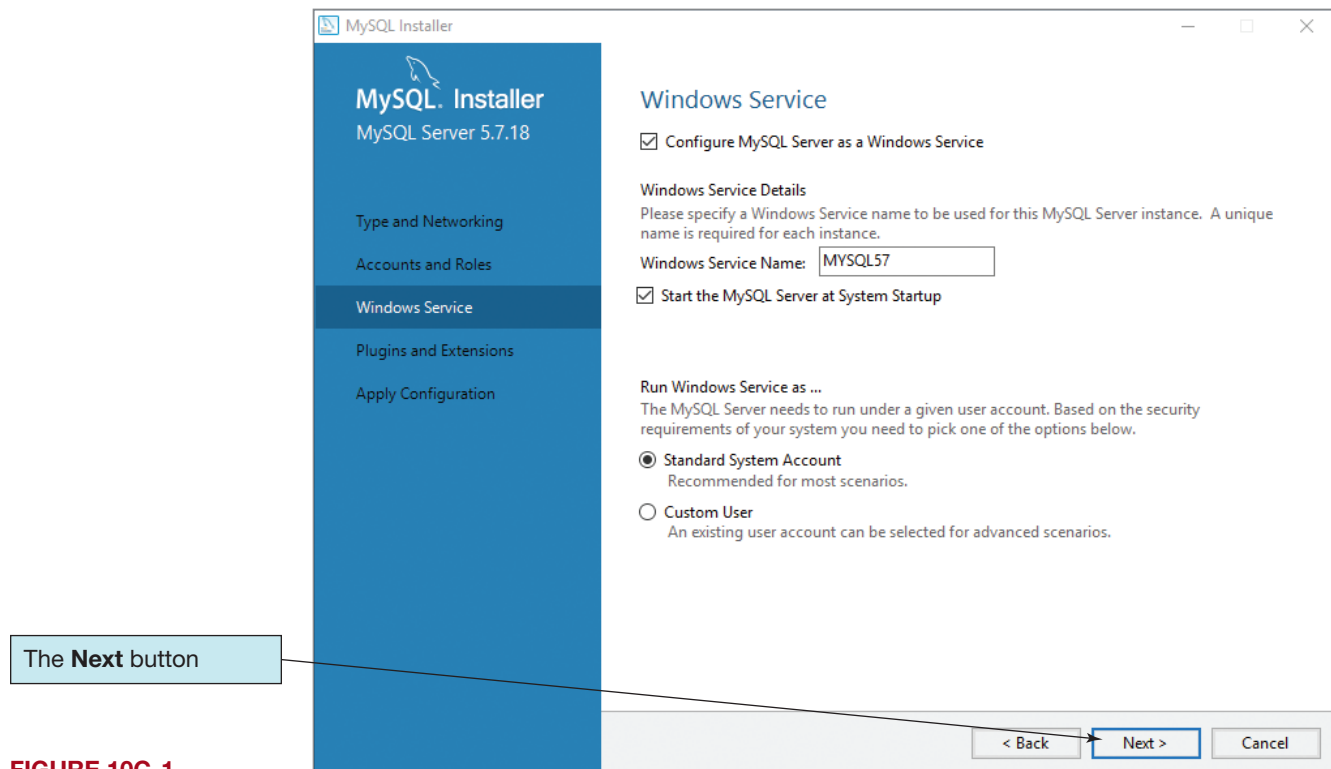 MySQL Installer
MySQL. Installer
MySQL Server 5.7.18
Type and Networking
Accounts and Roles
Windows Service
Plugins and Extensions
Apply Configuration
Windows Service
Configure MySQL Server as a Windows Service
Windows Service Details
Please specify a Windows Service name to be used for this MySQL Server instance. A unique
name is required for each instance.
Windows Service Name: MYSQL57
Start the MySQL Server at System Startup
Run Windows Service as ...
The MySQL Server needs to run under a given user account. Based on the security
requirements of your system you need to pick one of the options below.
Standard System Account
Recommended for most scenarios.
Custom User
An existing user account can be selected for advanced scenarios.
The Next button
< Back Next > Cancel
FIGURE 10C-1